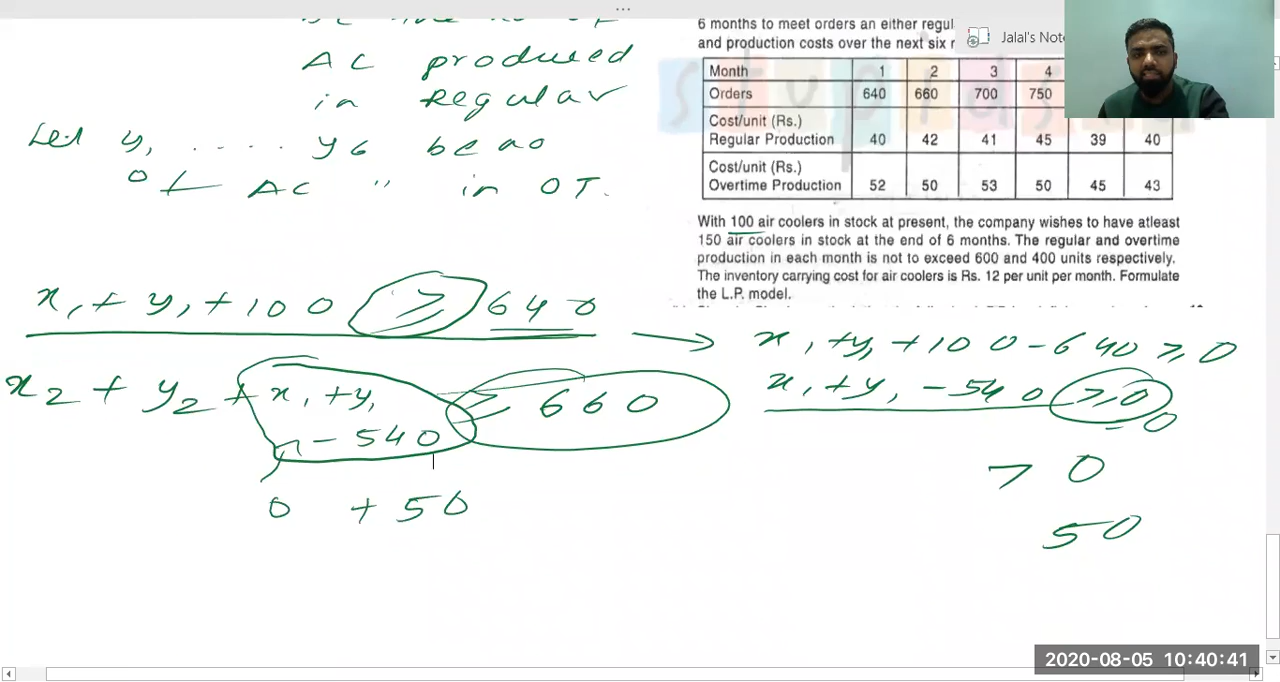 AC produced
in Regular
Let y1 .... y6 be no
of AC " in OT.
x1 + y1 + 100 ≥ 640
x2 + y2 + x1 + y1 - 540 ≥ 660
0 + 50
→ x1 + y1 + 100 - 640 ≥ 0
x1 + y1 - 540 ≥ 0
= 0
> 0
50
6 months to meet orders an either regul
and production costs over the next six
Jalal's Note
Month 1 2 3 4
Orders 640 660 700 750
Cost/unit (Rs.)
Regular Production 40 42 41 45 39 40
Cost/unit (Rs.)
Overtime Production 52 50 53 50 45 43
With 100 air coolers in stock at present, the company wishes to have atleast
150 air coolers in stock at the end of 6 months. The regular and overtime
production in each month is not to exceed 600 and 400 units respectively.
The inventory carrying cost for air coolers is Rs. 12 per unit per month. Formulate
the L.P. model.
2020-08-05 10:40:41